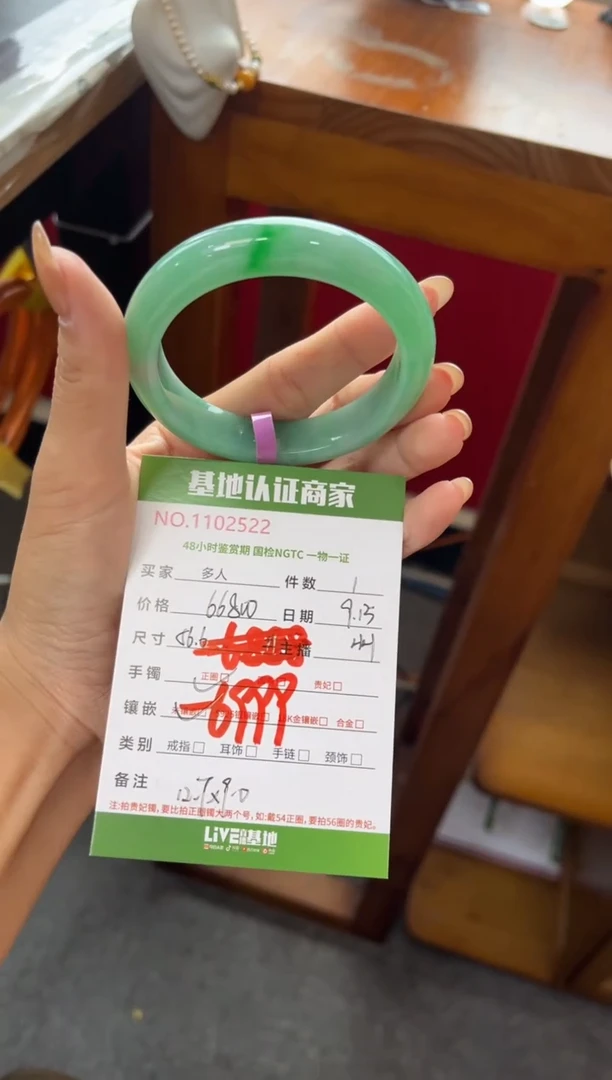 基地认证商家
NO.1102522
48小时鉴赏期 国检NGTC 一物一证
买家 多人 件数 1
价格 66800 日期 9.15
尺寸 56.6 主播
手镯 正圈□ 贵妃□
镶嵌 18K金镶嵌□ 合金□
-6999
类别 戒指□ 耳饰□ 手链□ 颈饰□
备注 12.7x9.0
注:拍贵妃镯,要比拍正圈镯大两个号,如:戴54正圈,要拍56圈的贵妃。
LiVE 基地